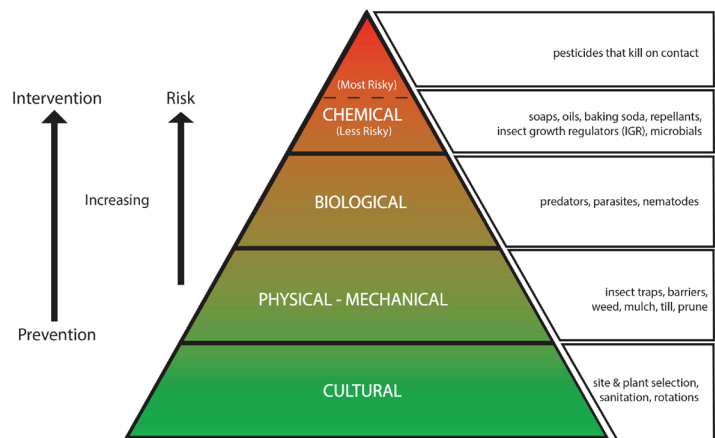 Intervention
Risk
Increasing
Prevention
(Most Risky)
CHEMICAL
(Less Risky)
BIOLOGICAL
PHYSICAL - MECHANICAL
CULTURAL
pesticides that kill on contact
soaps, oils, baking soda, repellants,
insect growth regulators (IGR), microbials
predators, parasites, nematodes
insect traps, barriers,
weed, mulch, till, prune
site & plant selection,
sanitation, rotations